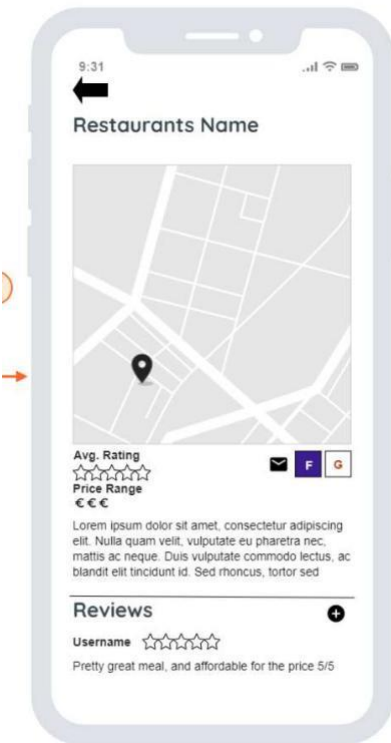 9:31
Restaurants Name
Avg. Rating
F G
Price Range
€€€
Lorem ipsum dolor sit amet, consectetur adipiscing
elit. Nulla quam velit, vulputate eu pharetra nec,
mattis ac neque. Duis vulputate commodo lectus, ac
blandit elit tincidunt id. Sed rhoncus, tortor sed
Reviews
Username
Pretty great meal, and affordable for the price 5/5